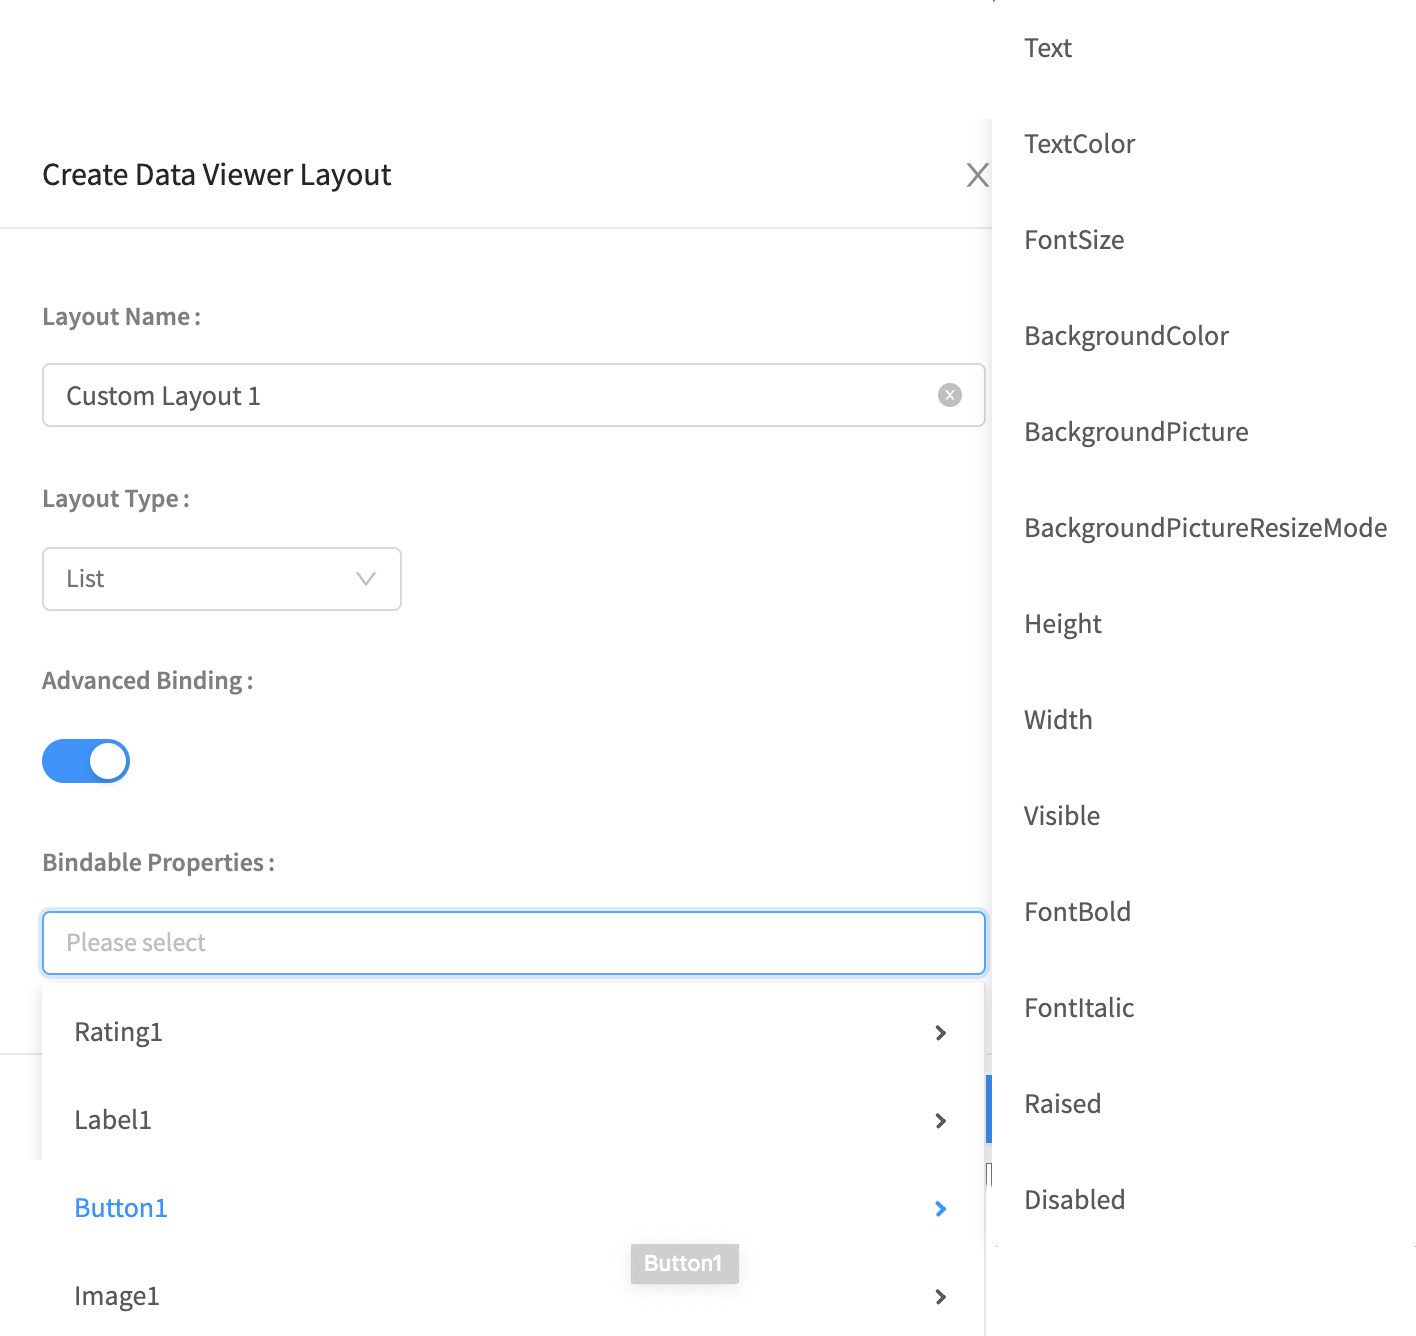 Create Data Viewer Layout
Layout Name :
Custom Layout 1
Layout Type :
List
Advanced Binding :
Bindable Properties :
Please select
Rating1
Label1
Button1
Button1
Image1
Text
TextColor
FontSize
BackgroundColor
BackgroundPicture
BackgroundPictureResizeMode
Height
Width
Visible
FontBold
FontItalic
Raised
Disabled